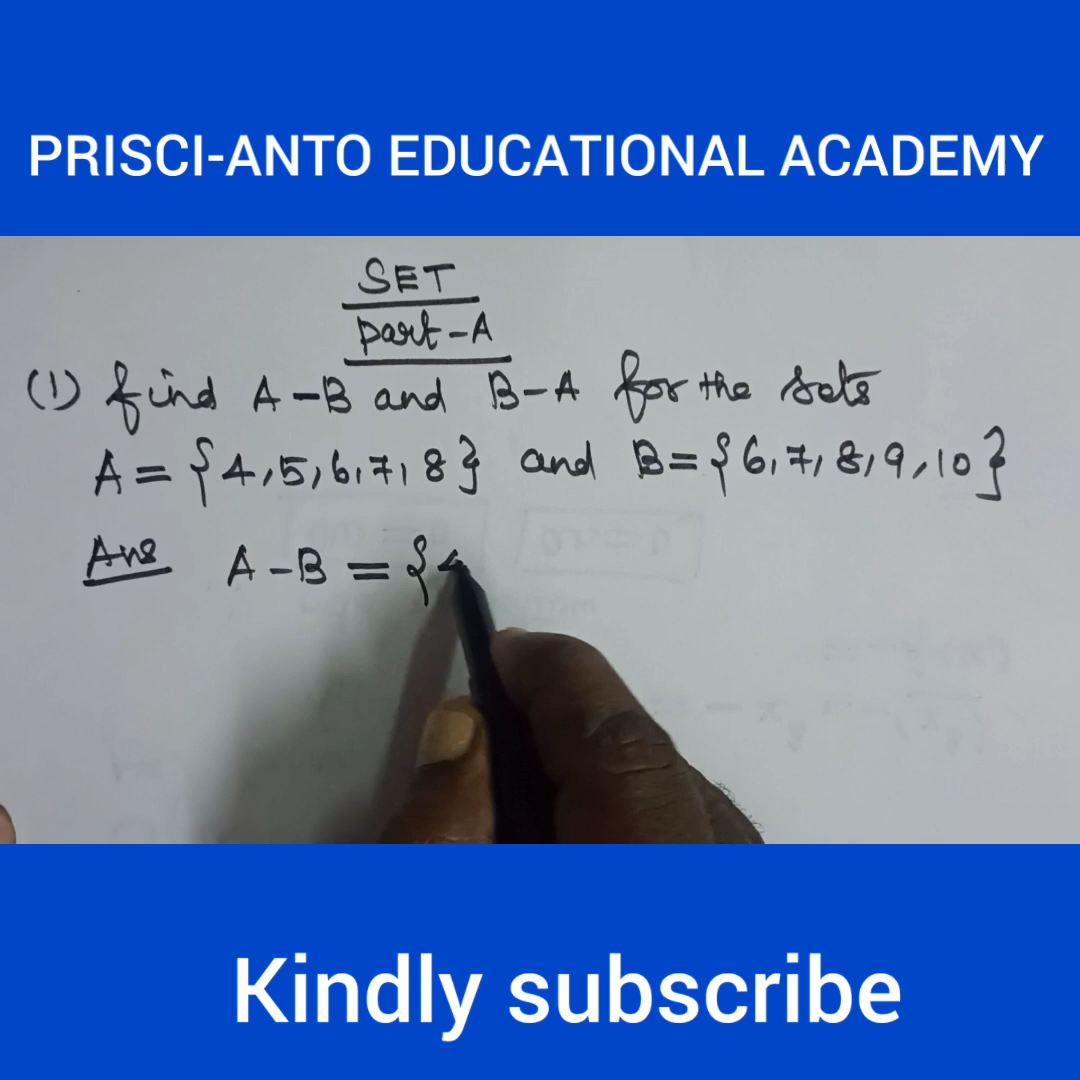 PRISCI-ANTO EDUCATIONAL ACADEMY
SET
part-A
(1) find A-B and B-A for the sets
A = {4,5,6,7,8} and B={6,7,8,9,10}
Ans A-B = {4
Kindly subscribe